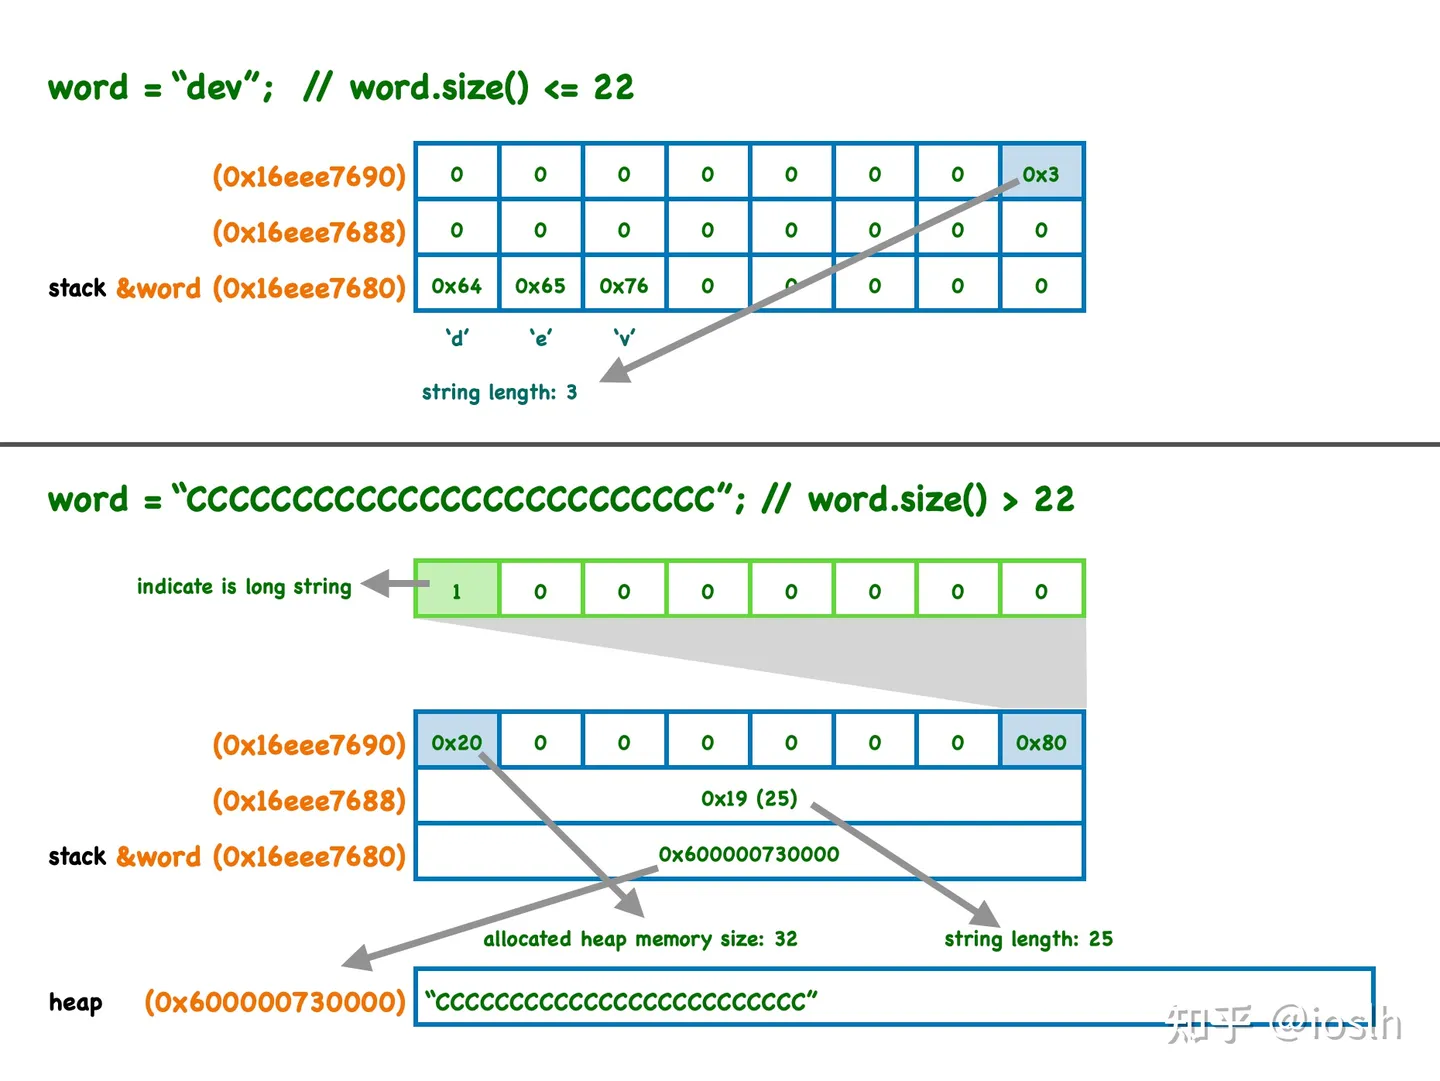 word = “dev”; // word.size() <= 22
(0x16eee7690) 0 0 0 0 0 0 0 0x3
(0x16eee7688) 0 0 0 0 0 0 0 0
stack &word (0x16eee7680) 0x64 0x65 0x76 0 0 0 0 0
‘d’ ‘e’ ‘v’
string length: 3
word = “CCCCCCCCCCCCCCCCCCCCCCCCC”; // word.size() > 22
indicate is long string 1 0 0 0 0 0 0 0
(0x16eee7690) 0x20 0 0 0 0 0 0 0x80
(0x16eee7688) 0x19 (25)
stack &word (0x16eee7680) 0x600000730000
allocated heap memory size: 32 string length: 25
heap (0x600000730000) “CCCCCCCCCCCCCCCCCCCCCCCCC”
知乎 @ioslh